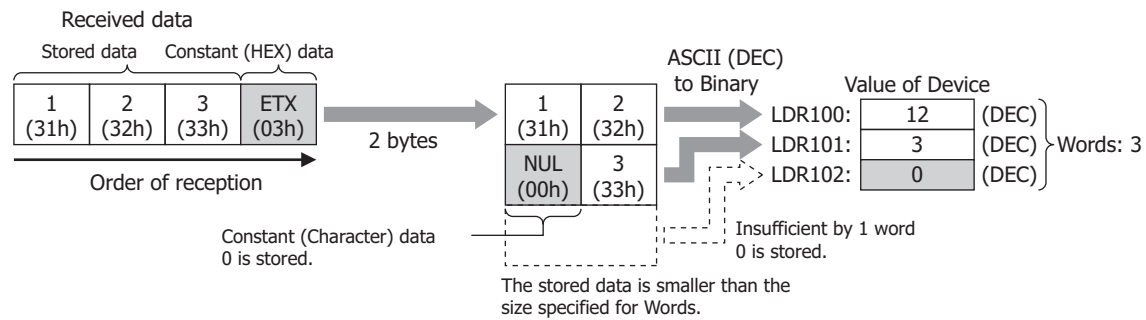 Received data
Stored data
Constant (HEX) data
1
(31h)
2
(32h)
3
(33h)
ETX
(03h)
Order of reception
2 bytes
1
(31h)
2
(32h)
NUL
(00h)
3
(33h)
Constant (Character) data
0 is stored.
The stored data is smaller than the
size specified for Words.
ASCII (DEC)
to Binary
Value of Device
LDR100: 12 (DEC)
LDR101: 3 (DEC)
LDR102: 0 (DEC)
Words: 3
Insufficient by 1 word
0 is stored.